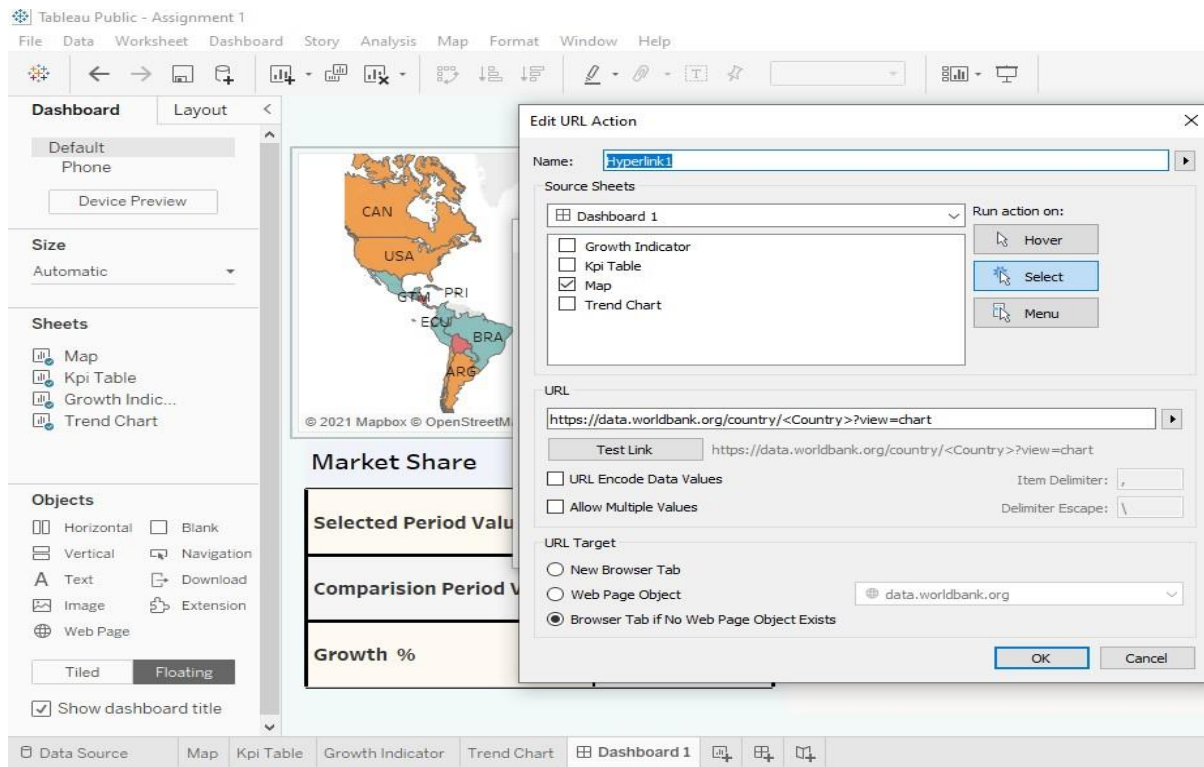 Tableau Public - Assignment 1
File Data Worksheet Dashboard Story Analysis Map Format Window Help
Dashboard Layout
Default
Phone
Device Preview
Size
Automatic
Sheets
Map
Kpi Table
Growth Indic...
Trend Chart
Objects
Horizontal Blank
Vertical Navigation
A Text Download
Image Extension
Web Page
Tiled Floating
Show dashboard title
CAN
USA
GTM PRI
ECU
BRA
ARG
© 2021 Mapbox © OpenStreetM
Market Share
Selected Period Valu
Comparision Period V
Growth %
Edit URL Action
Name: Hyperlink1
Source Sheets
Dashboard 1
Growth Indicator
Kpi Table
Map
Trend Chart
Run action on:
Hover
Select
Menu
URL
https://data.worldbank.org/country/<Country>?view=chart
Test Link https://data.worldbank.org/country/<Country>?view=chart
URL Encode Data Values Item Delimiter: ,
Allow Multiple Values Delimiter Escape: \
URL Target
New Browser Tab
Web Page Object data.worldbank.org
Browser Tab if No Web Page Object Exists
OK Cancel
Data Source Map Kpi Table Growth Indicator Trend Chart Dashboard 1